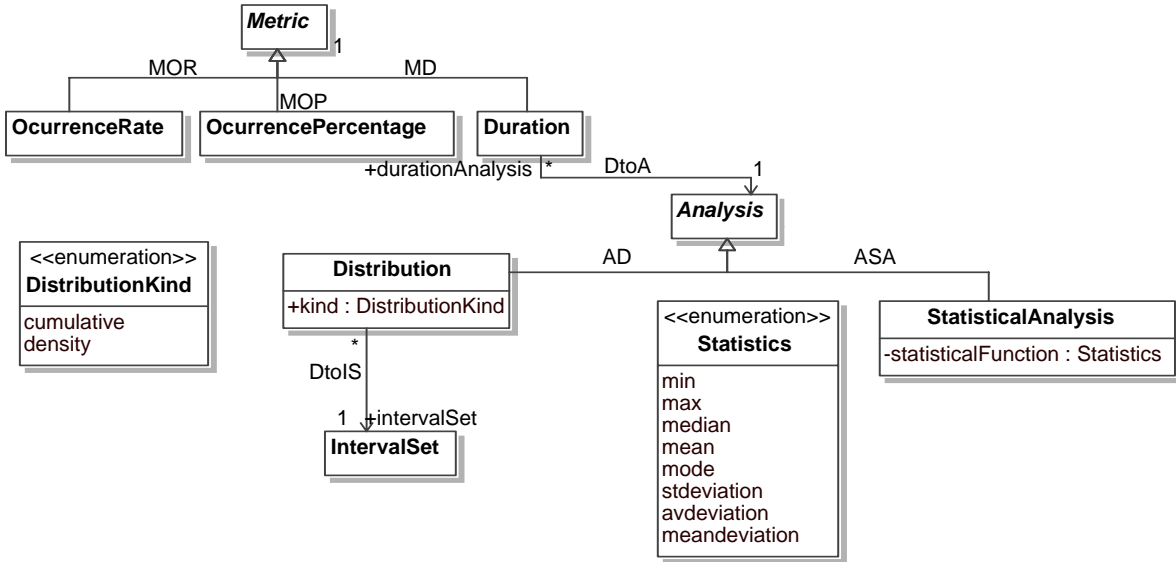 Metric
1
MOR
MD
MOP
OcurrenceRate
OcurrencePercentage
Duration
+durationAnalysis
*
DtoA
1
Analysis
<<enumeration>>
DistributionKind
cumulative
density
Distribution
+kind : DistributionKind
AD
ASA
<<enumeration>>
Statistics
min
max
median
mean
mode
stdeviation
avdeviation
meandeviation
StatisticalAnalysis
-statisticalFunction : Statistics
*
DtoIS
1
+intervalSet
IntervalSet